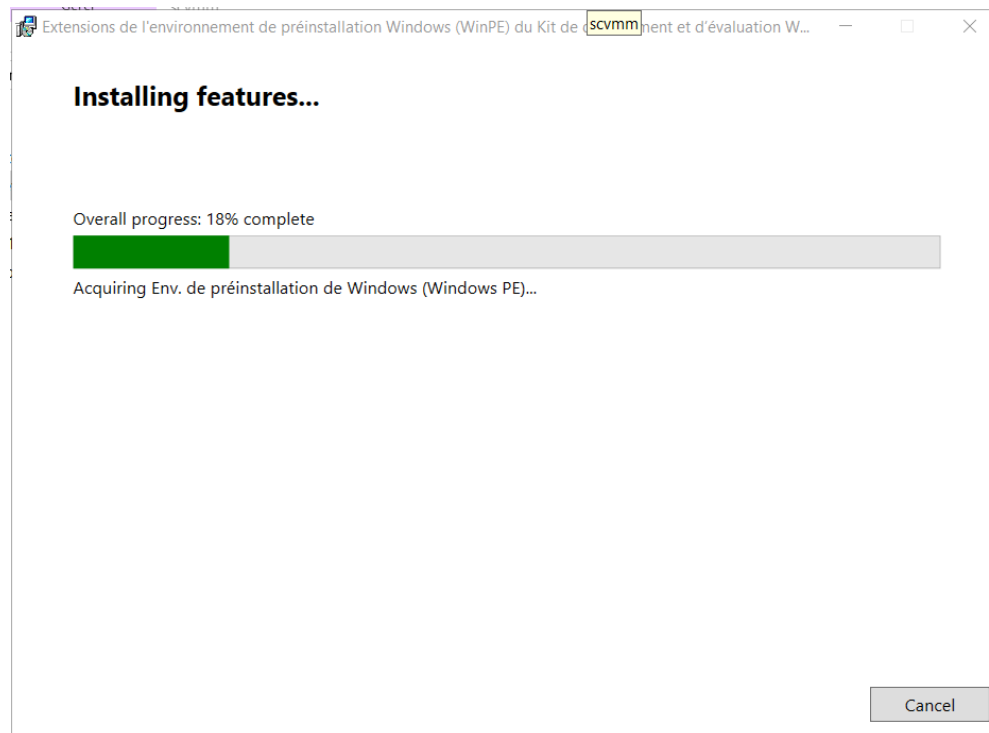 Extensions de l'environnement de préinstallation Windows (WinPE) du Kit de d scvmm ment et d'évaluation W...
Installing features...
Overall progress: 18% complete
Acquiring Env. de préinstallation de Windows (Windows PE)...
Cancel